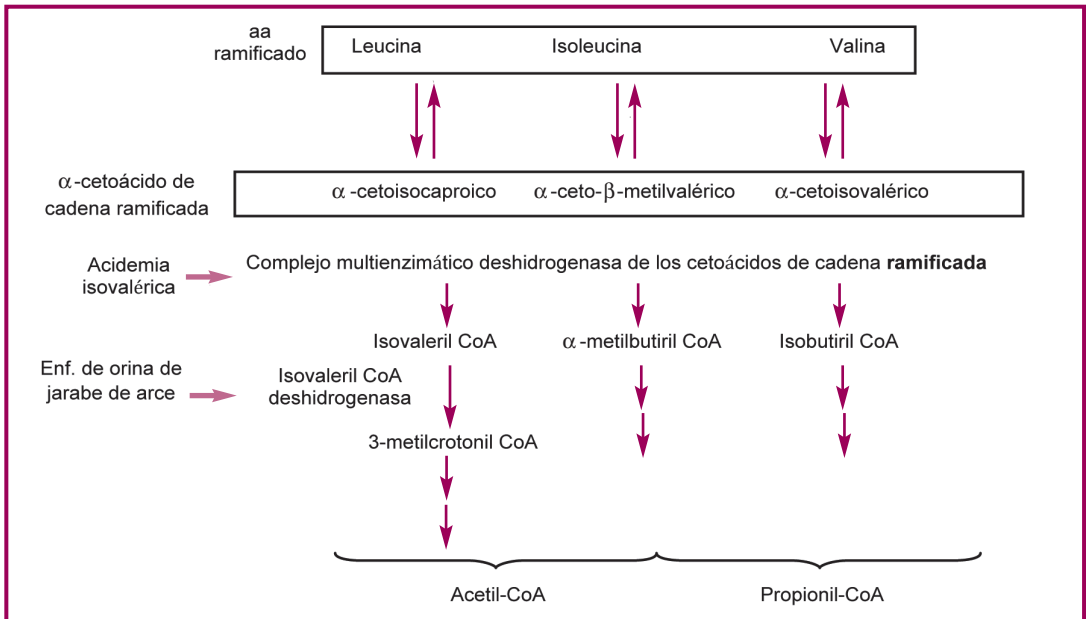 aa
ramificado
Leucina Isoleucina Valina
α-cetoácido de
cadena ramificada
α-cetoisocaproico α-ceto-β-metilvalérico α-cetoisovalérico
Acidemia
isovalérica
Complejo multienzimático deshidrogenasa de los cetoácidos de cadena ramificada
Isovaleril CoA α-metilbutiril CoA Isobutiril CoA
Enf. de orina de
jarabe de arce
Isovaleril CoA
deshidrogenasa
3-metilcrotonil CoA
Acetil-CoA Propionil-CoA